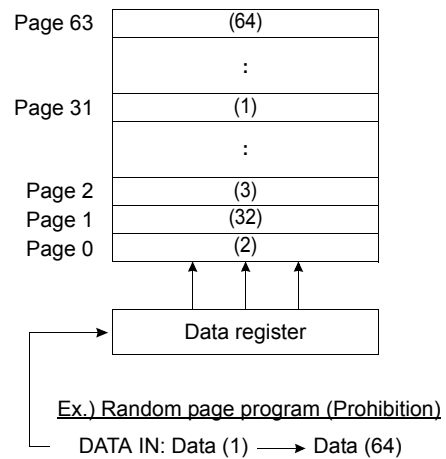 Page 63 (64)
:
Page 31 (1)
:
Page 2 (3)
Page 1 (32)
Page 0 (2)
Data register
Ex.) Random page program (Prohibition)
DATA IN: Data (1) → Data (64)